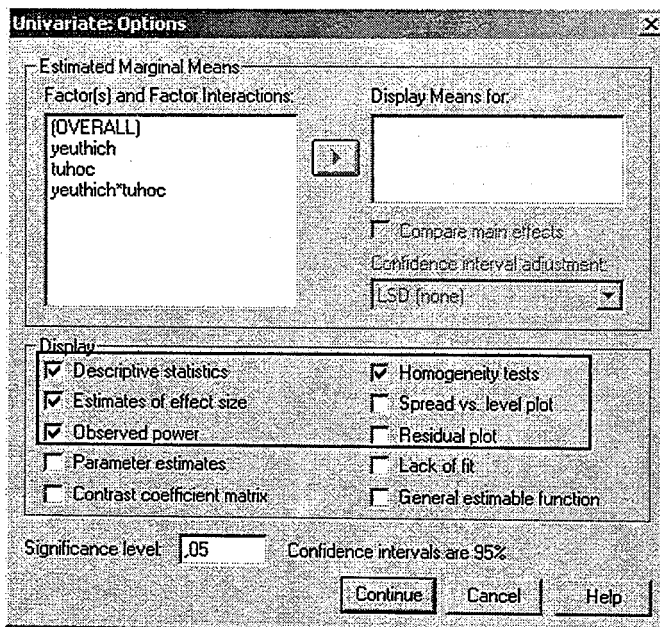 Univariate: Options
Estimated Marginal Means
Factor(s) and Factor Interactions:
(OVERALL)
yeuthich
tuhoc
yeuthich*tuhoc
Display Means for:
Compare main effects
Confidence interval adjustment:
LSD (none)
Display
Descriptive statistics
Estimates of effect size
Observed power
Parameter estimates
Contrast coefficient matrix
Homogeneity tests
Spread vs. level plot
Residual plot
Lack of fit
General estimable function
Significance level: ,05
Confidence intervals are 95%
Continue
Cancel
Help